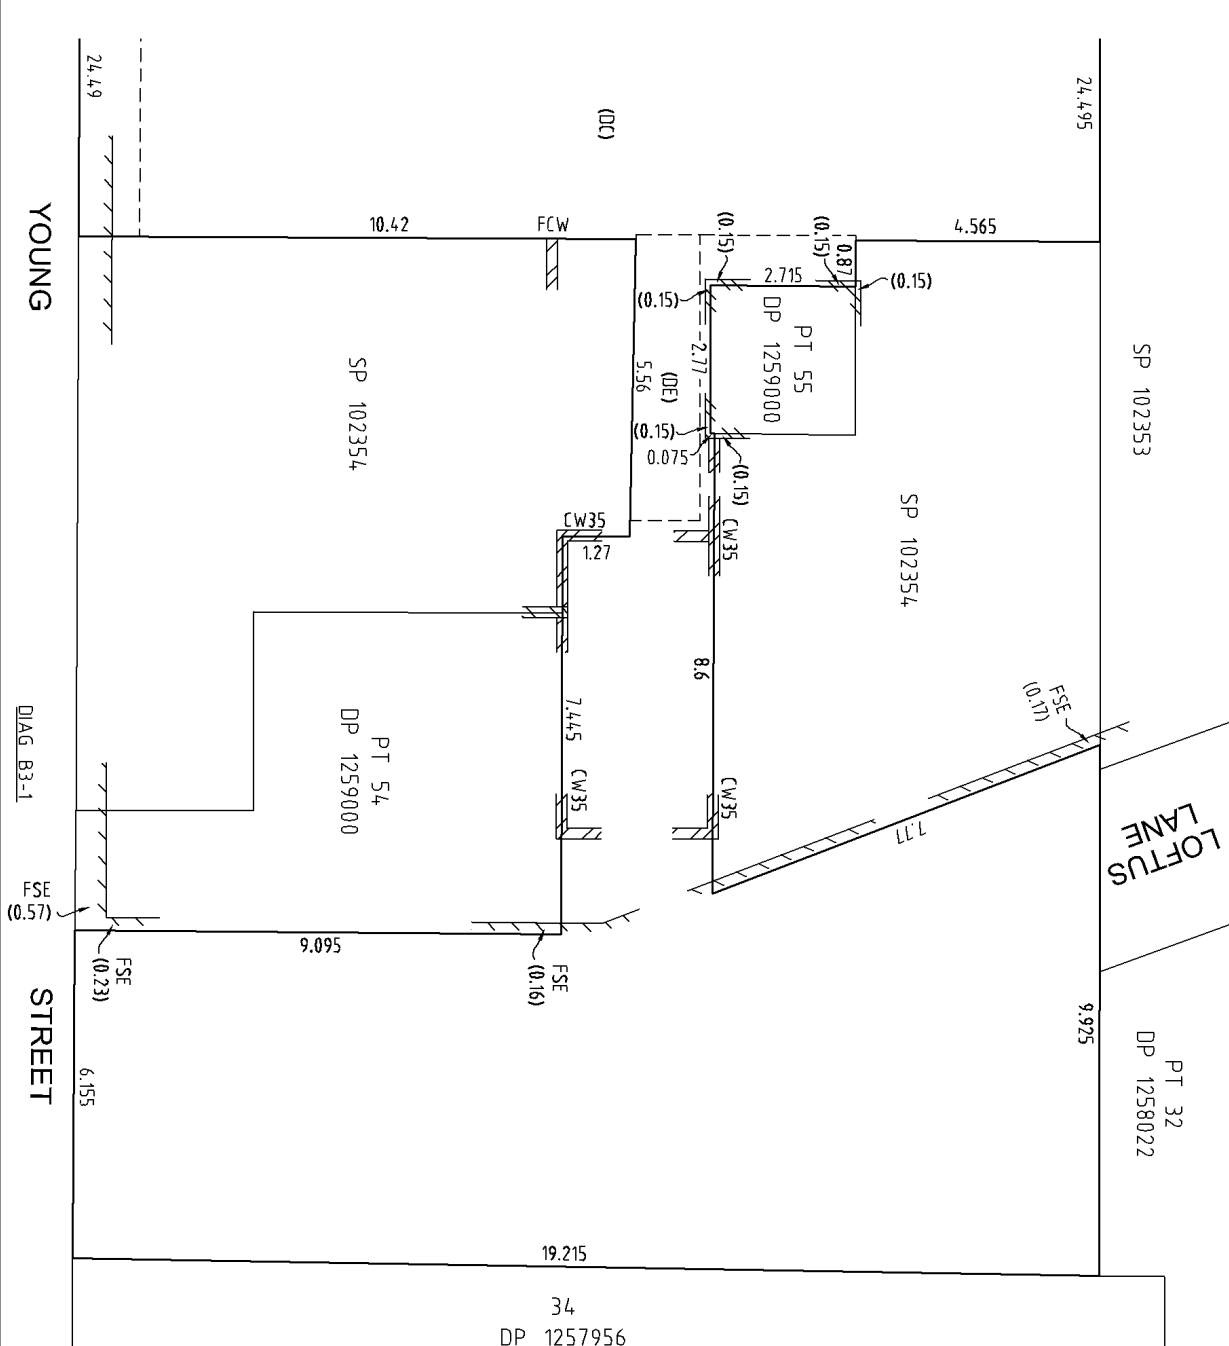 24.49
24.495
(DC)
YOUNG
10.42
FCW
(0.15)
(0.15)
0.87
4.565
2.715
(0.15)
(0.15)
PT 55
DP 1259000
2.77
5.56
(DE)
(0.15)
0.075
(0.15)
SP 102354
SP 102353
SP 102354
CW35
1.27
CW35
8.6
7.445
FSE
(0.17)
DIAG B3-1
PT 54
DP 1259000
CW35
CW35
7.77
LOFTUS
LANE
FSE
(0.57)
9.095
FSE
(0.23)
FSE
(0.16)
STREET
6.155
9.925
PT 32
DP 1258022
19.215
34
DP 1257956